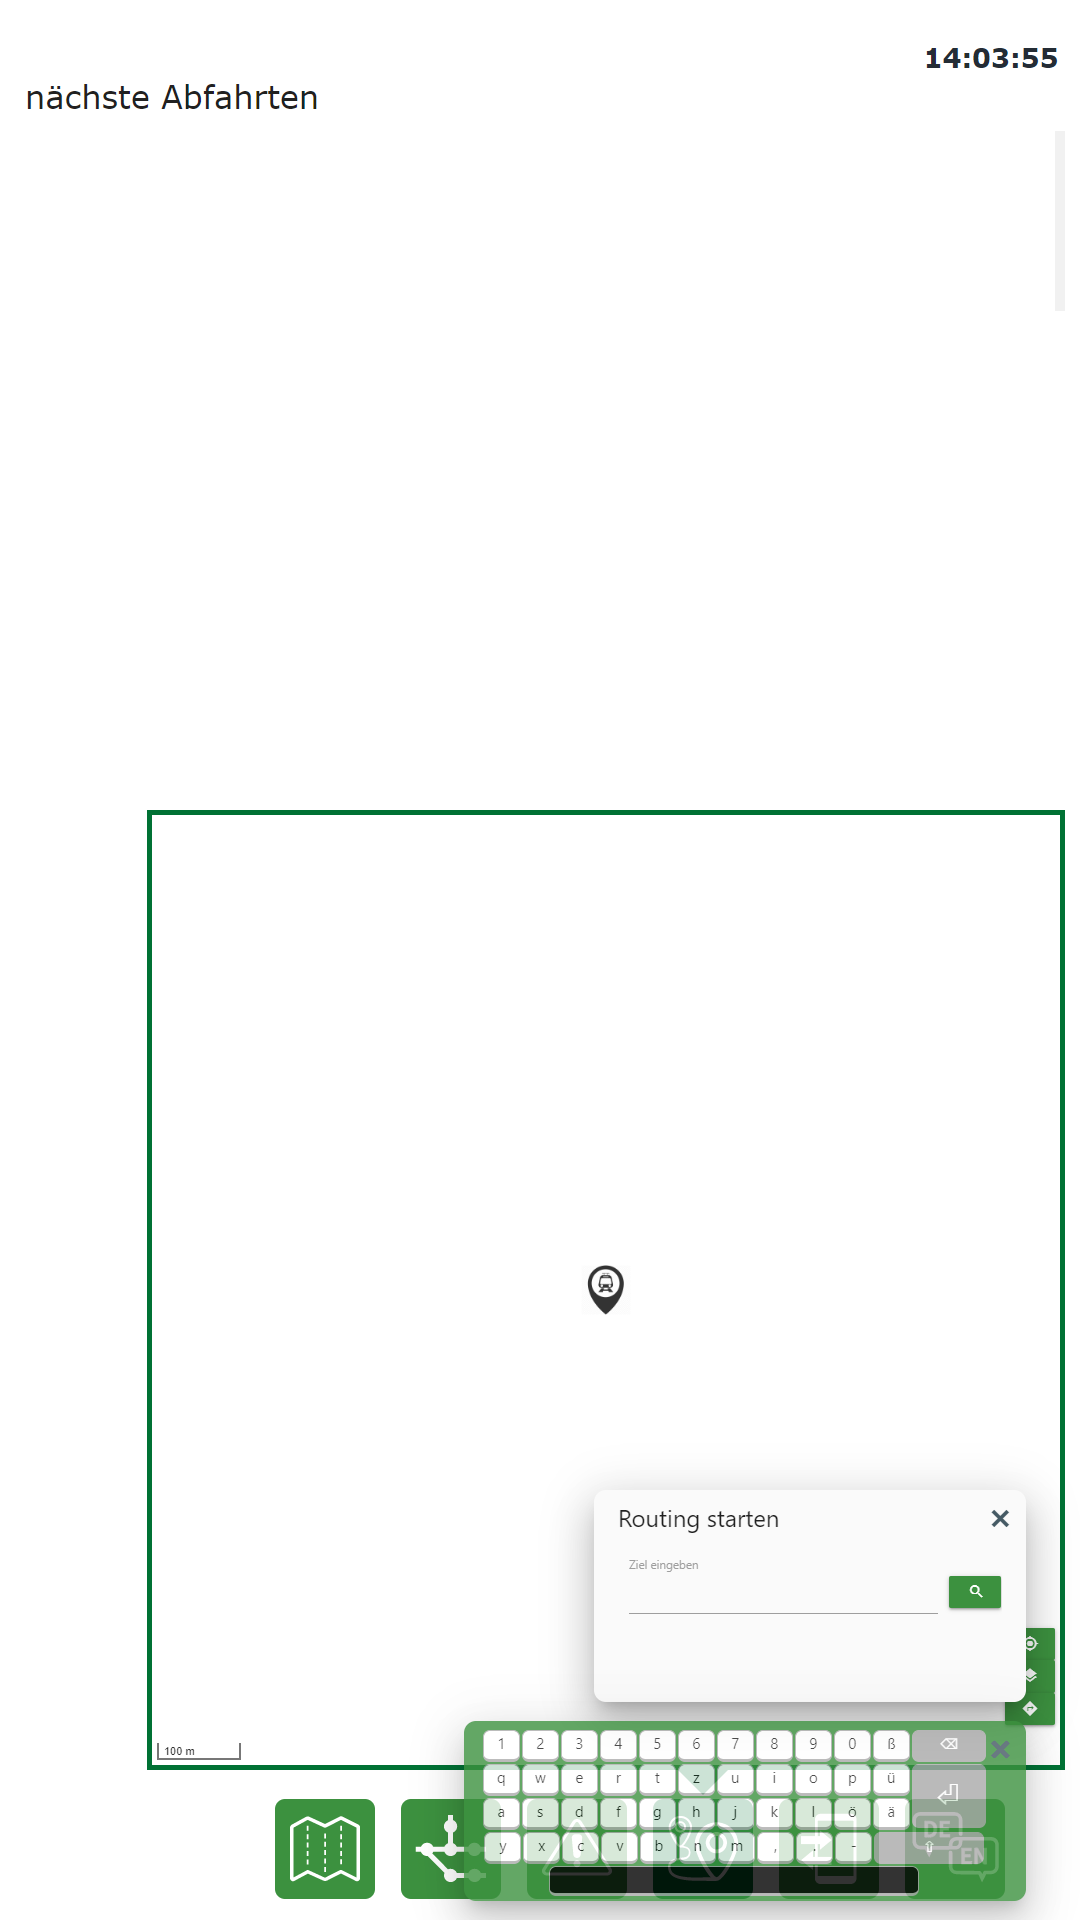 14:03:55
nächste Abfahrten
Routing starten
Ziel eingeben
100 m
1 2 3 4 5 6 7 8 9 0 ß
q w e r t z u i o p ü
a s d f g h j k l ö ä
y x c v b n m , . -
DE
EN